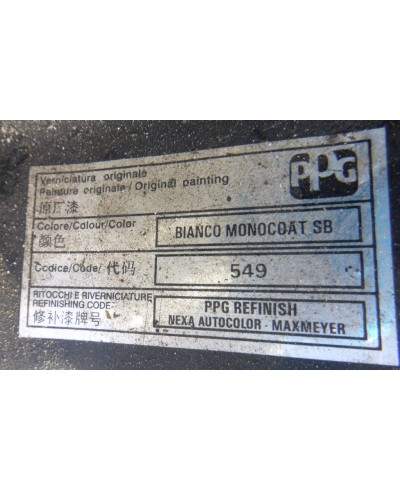 Verniciatura originale
Peinture originale / Original painting
原厂漆
PPG
Colore/Colour/Color
颜色
BIANCO MONOCOAT SB
Codice/Code/代码
549
RITOCCHI E RIVERNICIATURE
REFINISHING CODE:
修补漆牌号
PPG REFINISH
NEXA AUTOCOLOR - MAXMEYER